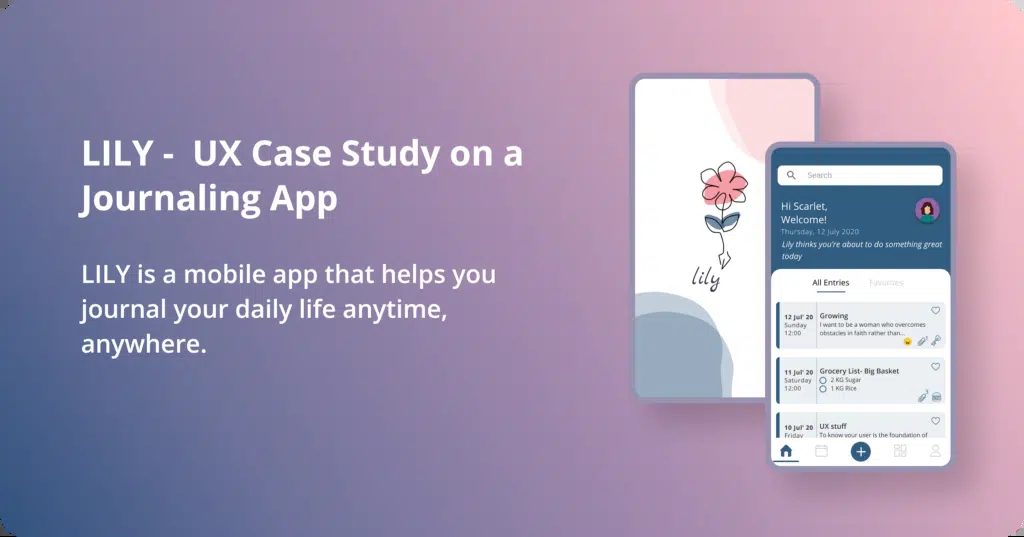 LILY - UX Case Study on a
Journaling App
LILY is a mobile app that helps you
journal your daily life anytime,
anywhere.
lily
Search
Hi Scarlet,
Welcome!
Thursday, 12 July 2020
Lily thinks you're about to do something great
today
All Entries
Favorites
12 Jul' 20
Sunday
12:00
Growing
I want to be a woman who overcomes
obstacles in faith rather than...
11 Jul' 20
Saturday
12:00
Grocery List- Big Basket
2 KG Sugar
1 KG Rice
10 Jul' 20
Friday
UX stuff
To know your user is the foundation of